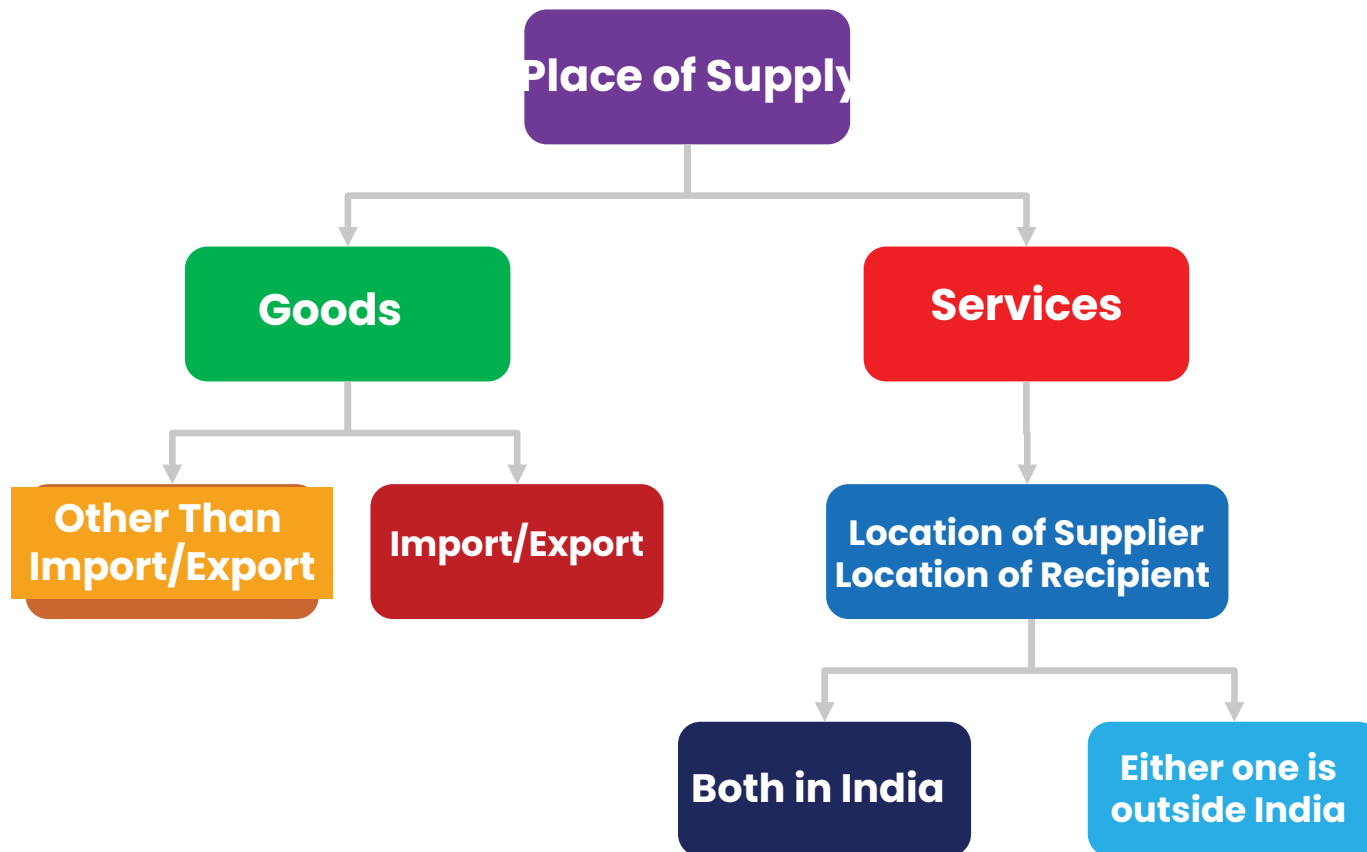 Place of Supply
Goods
Services
Other Than
Import/Export
Import/Export
Location of Supplier
Location of Recipient
Both in India
Either one is
outside India